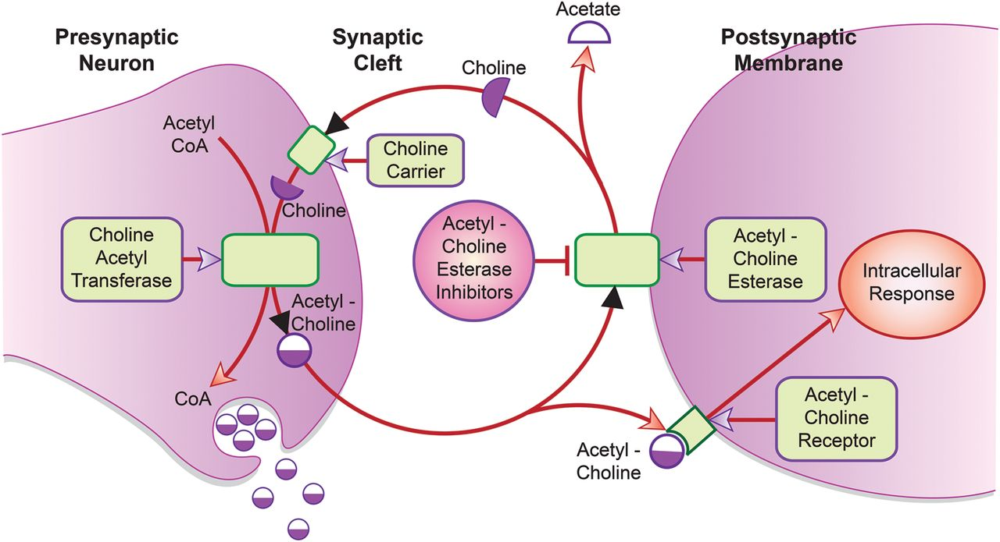 Acetate
Presynaptic
Neuron
Synaptic
Cleft
Postsynaptic
Membrane
Choline
Acetyl
CoA
Choline
Carrier
Choline
Choline
Acetyl
Transferase
Acetyl -
Choline
Esterase
Inhibitors
Acetyl -
Choline
Esterase
Intracellular
Response
Acetyl -
Choline
CoA
Acetyl -
Choline
Receptor
Acetyl -
Choline